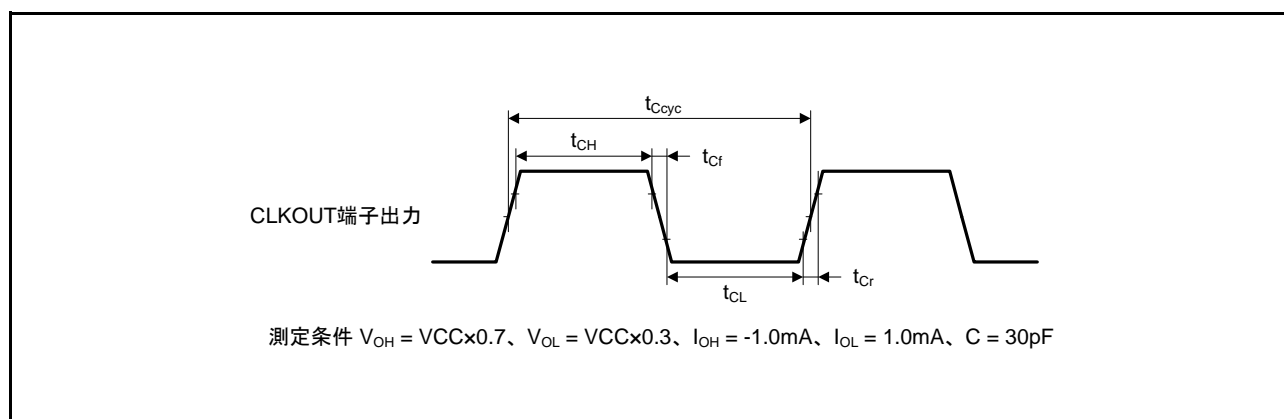 tCcyc
tCH
tCf
CLKOUT端子出力
tCL
tCr
測定条件 VOH = VCC×0.7、VOL = VCC×0.3、IOH = -1.0mA、IOL = 1.0mA、C = 30pF